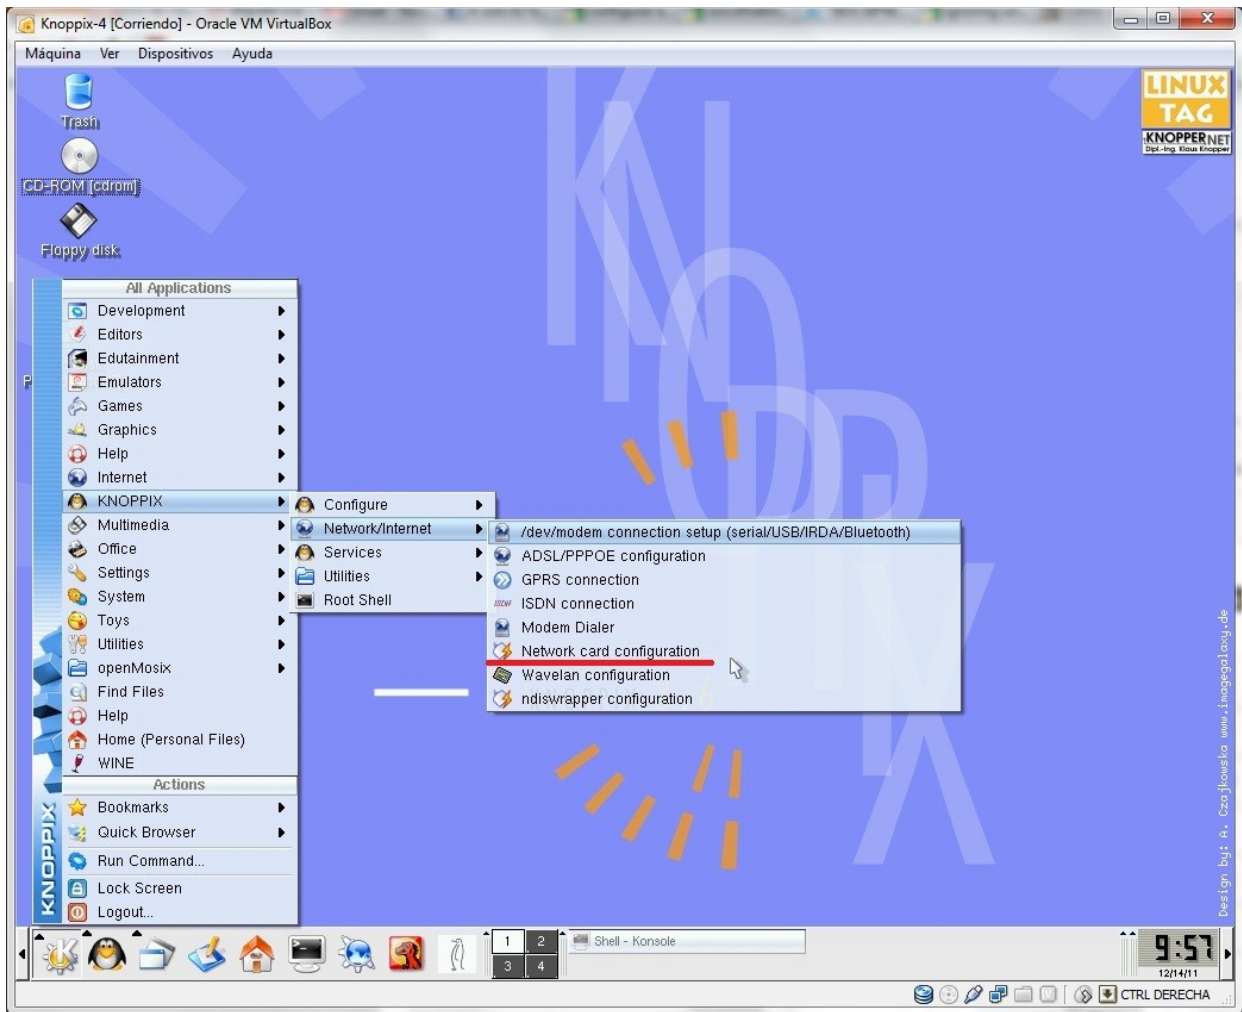 Knoppix-4 [Corriendo] - Oracle VM VirtualBox
Máquina Ver Dispositivos Ayuda
Trash
CD-ROM [cdrom]
Floppy disk
LINUX
TAG
KNOPPER.NET
Dipl.-Ing. Klaus Knopper
KNOPPIX
All Applications
Development
Editors
Edutainment
Emulators
Games
Graphics
Help
Internet
KNOPPIX
Multimedia
Office
Settings
System
Toys
Utilities
openMosix
Find Files
Help
Home (Personal Files)
WINE
Actions
Bookmarks
Quick Browser
Run Command...
Lock Screen
Logout...
KNOPPIX
Configure
Network/Internet
Services
Utilities
Root Shell
/dev/modem connection setup (serial/USB/IRDA/Bluetooth)
ADSL/PPPOE configuration
GPRS connection
ISDN connection
Modem Dialer
Network card configuration
Wavelan configuration
ndiswrapper configuration
Design by: A. Czajkowska www.imagegalaxy.de
1 2
3 4
Shell - Konsole
9:57
12/14/11
CTRL DERECHA